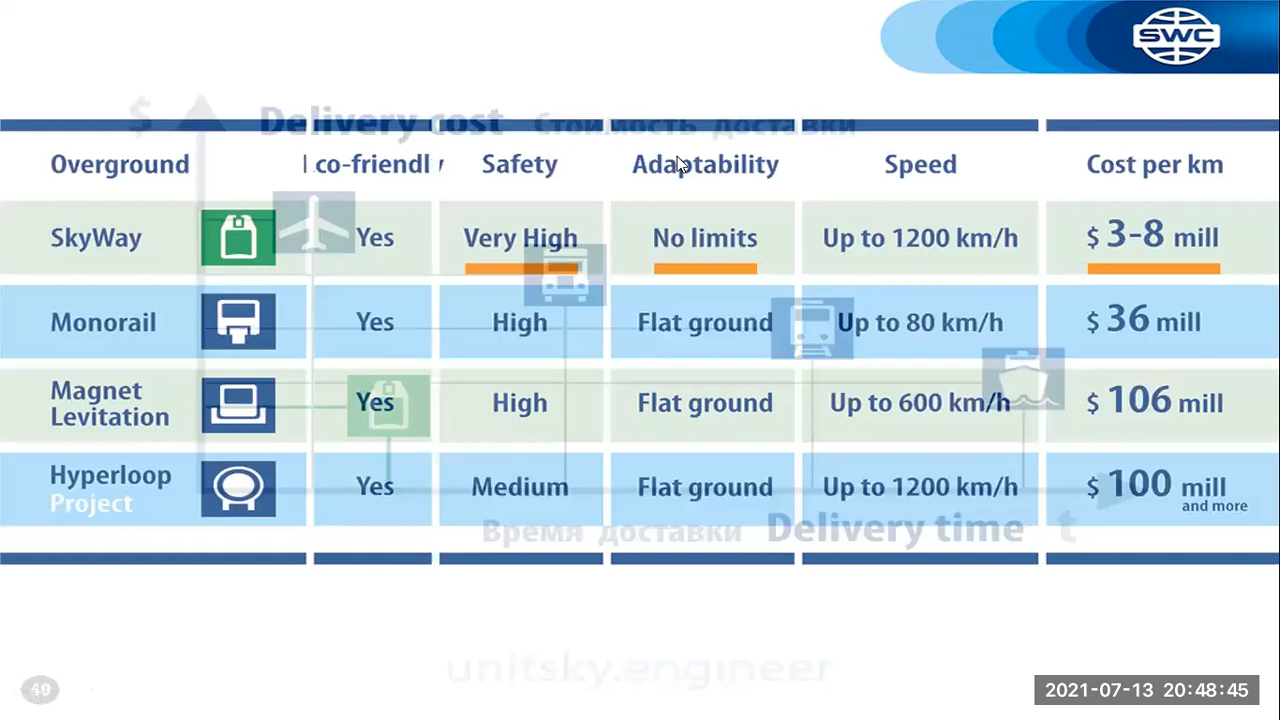 SWC
$ Delivery cost Стоимость доставки
Overground co-friendly Safety Adaptability Speed Cost per km
SkyWay Yes Very High No limits Up to 1200 km/h $ 3-8 mill
Monorail Yes High Flat ground Up to 80 km/h $ 36 mill
Magnet Levitation Yes High Flat ground Up to 600 km/h $ 106 mill
Hyperloop Project Yes Medium Flat ground Up to 1200 km/h $ 100 mill and more
Время доставки Delivery time t
unitsky.engineer
2021-07-13 20:48:45